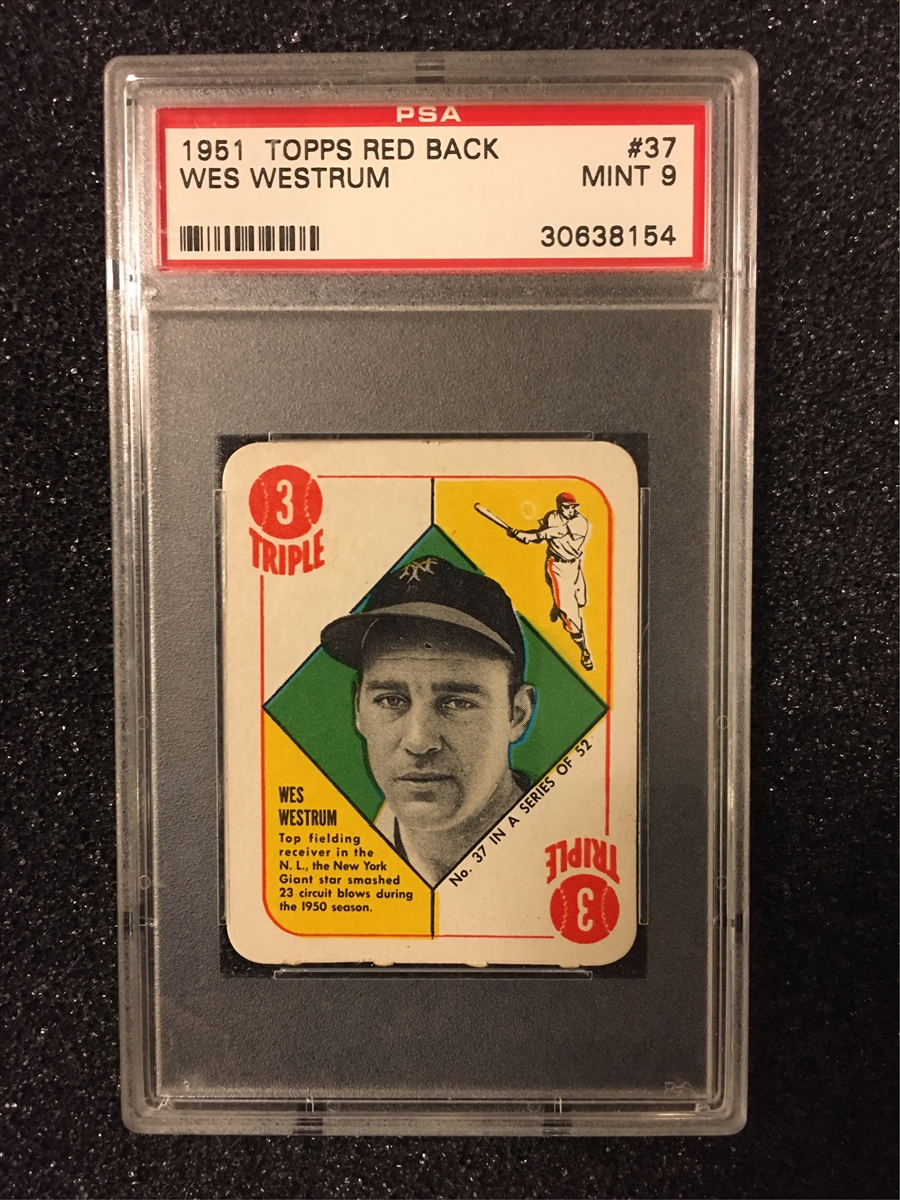 PSA
1951 TOPPS RED BACK #37
WES WESTRUM MINT 9
30638154
3
TRIPLE
WES
WESTRUM
Top fielding
receiver in the
N. L., the New York
Giant star smashed
23 circuit blows during
the 1950 season.
No. 37 IN A SERIES OF 52
TRIPLE
3
PSA